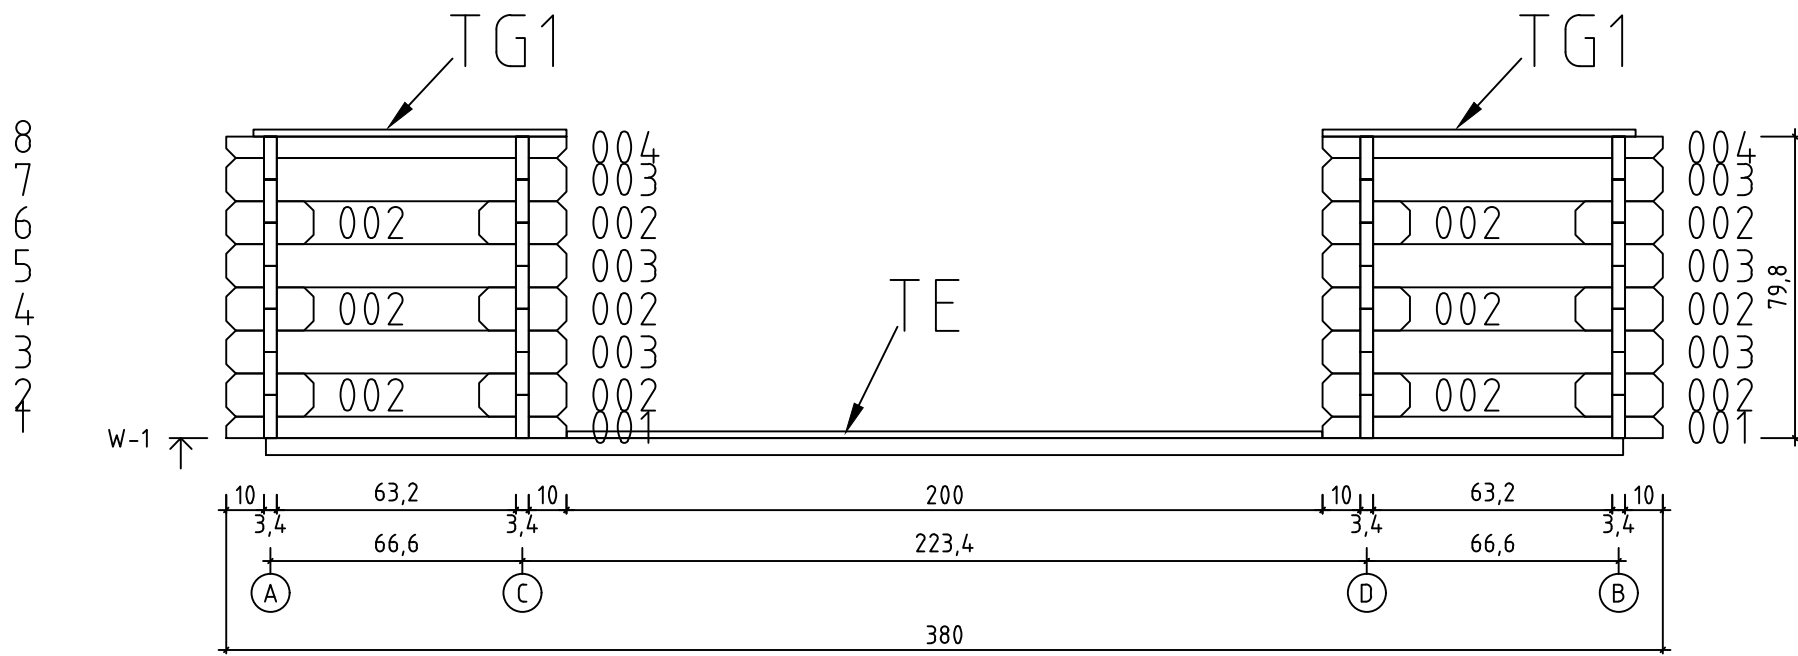 TG1 TG1
8 004 004
7 003 003
6 002 002 002 002
5 003 003
79,8
4 002 002 002 002
TE
3 003 003
2 002 002 002 002
1 001 001
W-1
10 63,2 10 200 10 63,2 10
3,4 3,4 3,4 3,4
66,6 223,4 66,6
A C D B
380